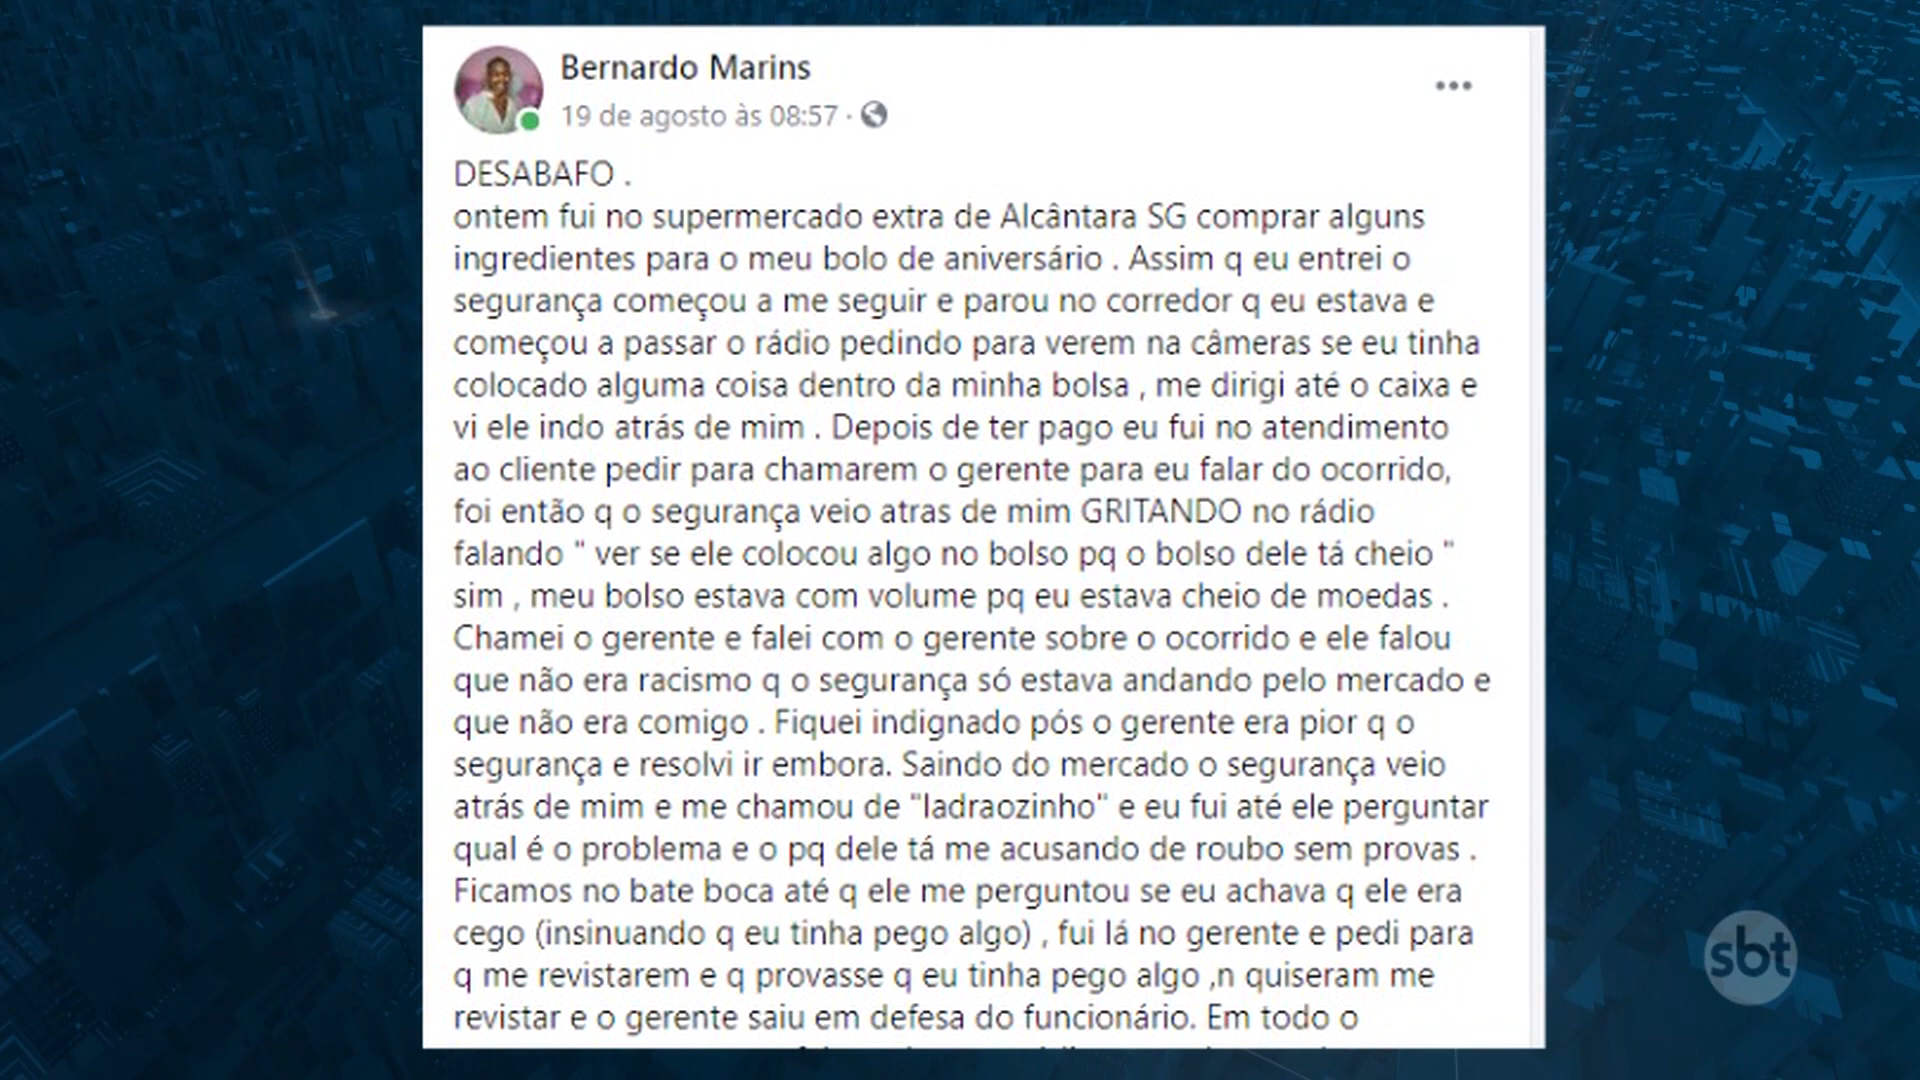 Bernardo Marins
19 de agosto às 08:57 ·
DESABAFO .
ontem fui no supermercado extra de Alcântara SG comprar alguns
ingredientes para o meu bolo de aniversário . Assim q eu entrei o
segurança começou a me seguir e parou no corredor q eu estava e
começou a passar o rádio pedindo para verem na câmeras se eu tinha
colocado alguma coisa dentro da minha bolsa , me dirigi até o caixa e
vi ele indo atrás de mim . Depois de ter pago eu fui no atendimento
ao cliente pedir para chamarem o gerente para eu falar do ocorrido,
foi então q o segurança veio atras de mim GRITANDO no rádio
falando " ver se ele colocou algo no bolso pq o bolso dele tá cheio "
sim , meu bolso estava com volume pq eu estava cheio de moedas .
Chamei o gerente e falei com o gerente sobre o ocorrido e ele falou
que não era racismo q o segurança só estava andando pelo mercado e
que não era comigo . Fiquei indignado pós o gerente era pior q o
segurança e resolvi ir embora. Saindo do mercado o segurança veio
atrás de mim e me chamou de "ladraozinho" e eu fui até ele perguntar
qual é o problema e o pq dele tá me acusando de roubo sem provas .
Ficamos no bate boca até q ele me perguntou se eu achava q ele era
cego (insinuando q eu tinha pego algo) , fui lá no gerente e pedi para
q me revistarem e q provasse q eu tinha pego algo ,n quiseram me
revistar e o gerente saiu em defesa do funcionário. Em todo o
sbt